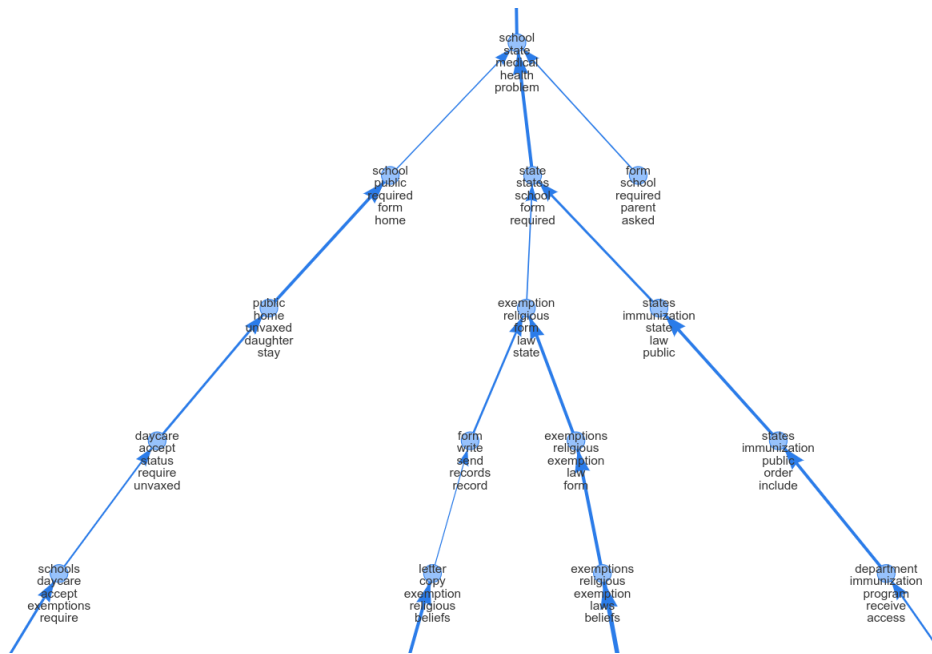 school
state
medical
health
problem
school
public
required
form
home
state
states
school
form
required
form
school
required
parent
asked
public
home
unvaxed
daughter
stay
exemption
religious
form
law
state
states
immunization
state
law
public
daycare
accept
status
require
unvaxed
form
write
send
records
record
exemptions
religious
exemption
law
form
states
immunization
public
order
include
schools
daycare
accept
exemptions
require
letter
copy
exemption
religious
beliefs
exemptions
religious
exemption
laws
beliefs
department
immunization
program
receive
access